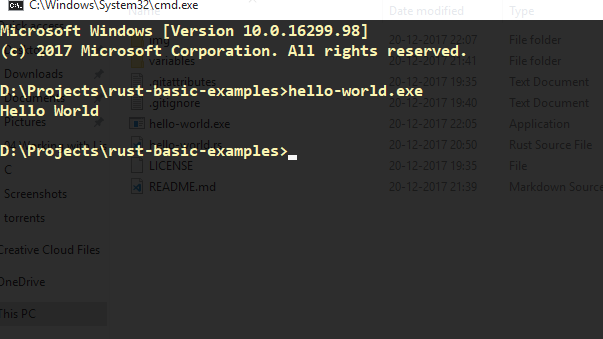 C:\Windows\System32\cmd.exe
Microsoft Windows [Version 10.0.16299.98]
(c) 2017 Microsoft Corporation. All rights reserved.
D:\Projects\rust-basic-examples>hello-world.exe
Hello World
D:\Projects\rust-basic-examples>
Date modified
Type
20-12-2017 22:07
File folder
variables
20-12-2017 21:41
File folder
Downloads
.gitattributes
20-12-2017 19:35
Text Document
Documents
.gitignore
20-12-2017 19:40
Text Document
Pictures
hello-world.exe
20-12-2017 22:05
Application
hello-world.rs
20-12-2017 20:50
Rust Source File
C
LICENSE
20-12-2017 19:35
File
Screenshots
README.md
20-12-2017 21:39
Markdown Source
torrents
Creative Cloud Files
OneDrive
This PC